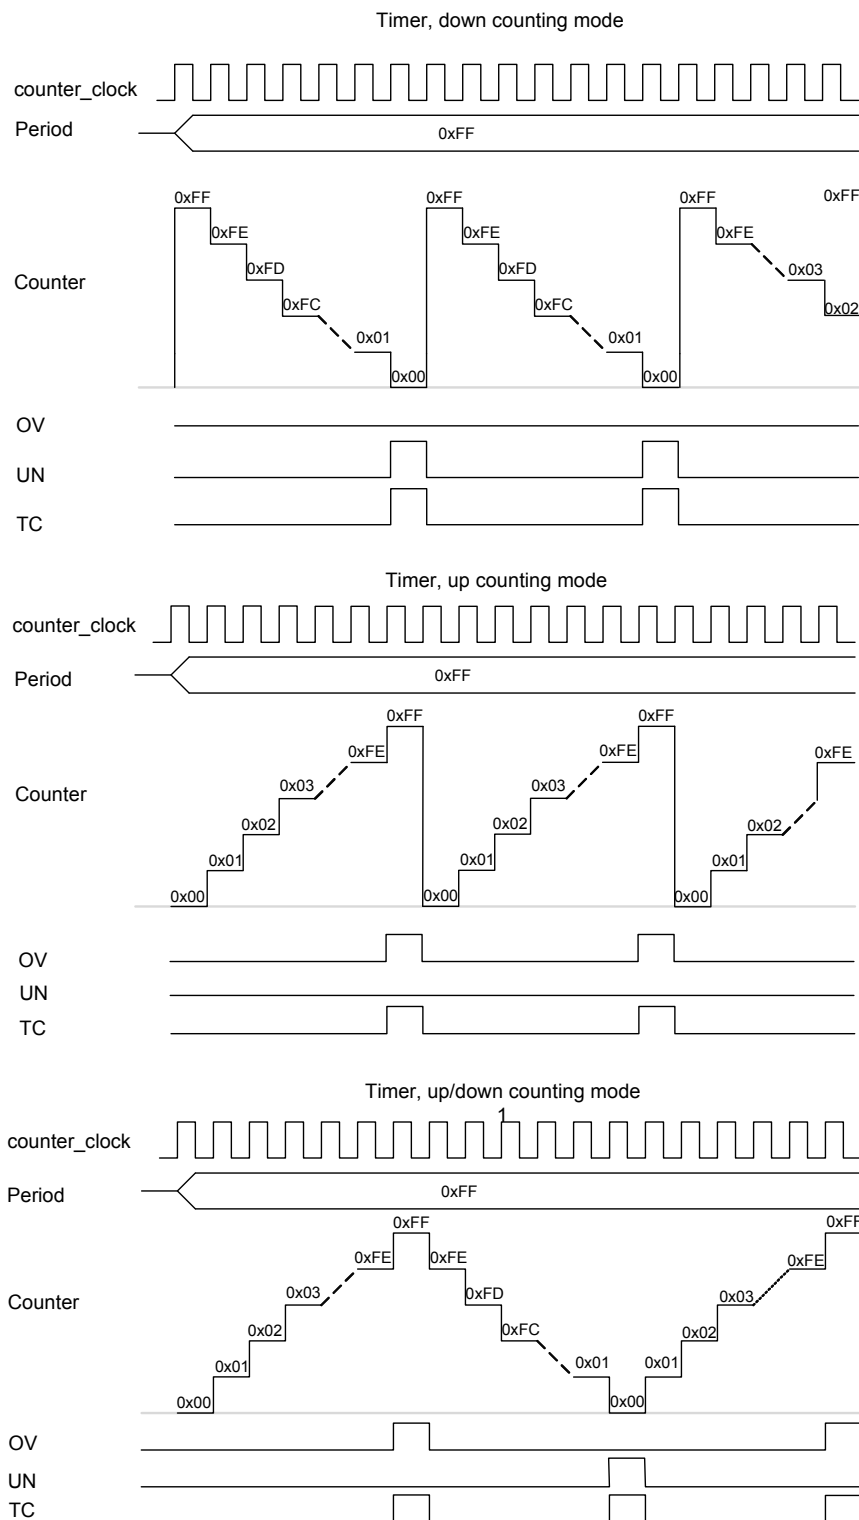 Timer, down counting mode
counter_clock
Period
0xFF
0xFF 0xFF 0xFF 0xFF
0xFE 0xFE 0xFE
0xFD 0xFD 0x03
Counter
0xFC 0xFC 0x02
0x01 0x01
0x00 0x00
OV
UN
TC
Timer, up counting mode
counter_clock
Period
0xFF
0xFF 0xFF
0xFE 0xFE 0xFE
Counter
0x03 0x03
0x02 0x02 0x02
0x01 0x01 0x01
0x00 0x00 0x00
OV
UN
TC
Timer, up/down counting mode
1
counter_clock
Period
0xFF
0xFF 0xFF
0xFE 0xFE 0xFE
Counter
0x03 0xFD 0x03
0x02 0xFC 0x02
0x01 0x01 0x01
0x00 0x00
OV
UN
TC